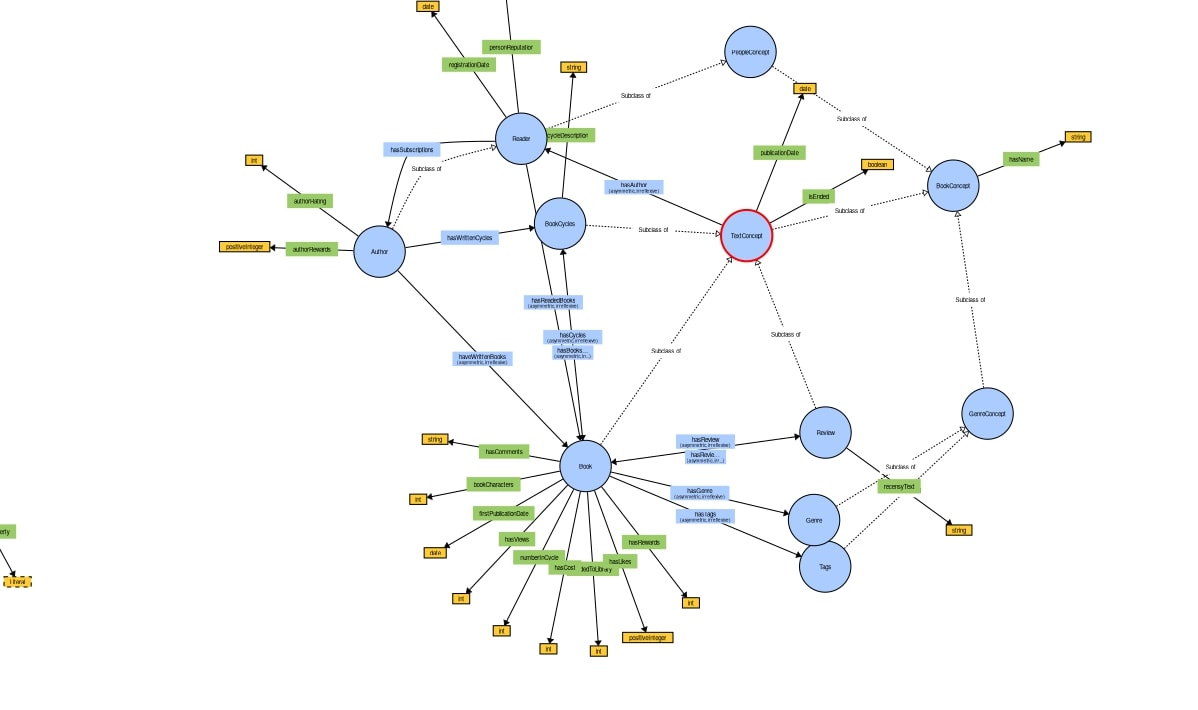 date
personReputation
registrationDate
PeopleConcept
string
date
Subclass of
Subclass of
cycleDescription
Reader
string
hasName
hasSubscriptions
publicationDate
int
Subclass of
boolean
hasAuthor
(asymmetric, irreflexive)
BookConcept
isEnded
authorRating
Subclass of
BookCycles
hasWrittenCycles
Subclass of
TextConcept
positiveInteger
authorRewards
Author
hasReadedBooks
(asymmetric, irreflexive)
Subclass of
hasCycles
(asymmetric, irreflexive)
Subclass of
hasBooks...
(asymmetric, irr...)
haveWrittenBooks
(asymmetric, irreflexive)
Subclass of
GenreConcept
string
hasComments
hasReview
(asymmetric, irreflexive)
Review
hasRevie...
(asymmetric, irr...)
Book
Subclass of
bookCharacters
int
hasGenre
(asymmetric, irreflexive)
recensyText
firstPublicationDate
hasTags
(asymmetric, irreflexive)
Genre
string
erty
hasViews
hasRewards
date
numberInCycle
hasCost
tedToLibrary
hasLikes
Tags
literal
int
int
int
positiveInteger
int
int